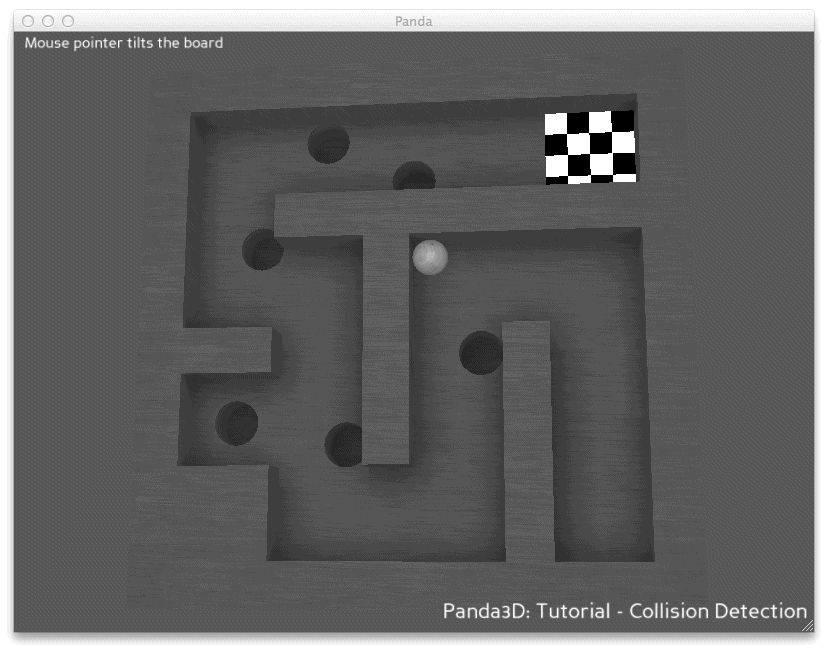 Panda
Mouse pointer tilts the board
Panda3D: Tutorial - Collision Detection